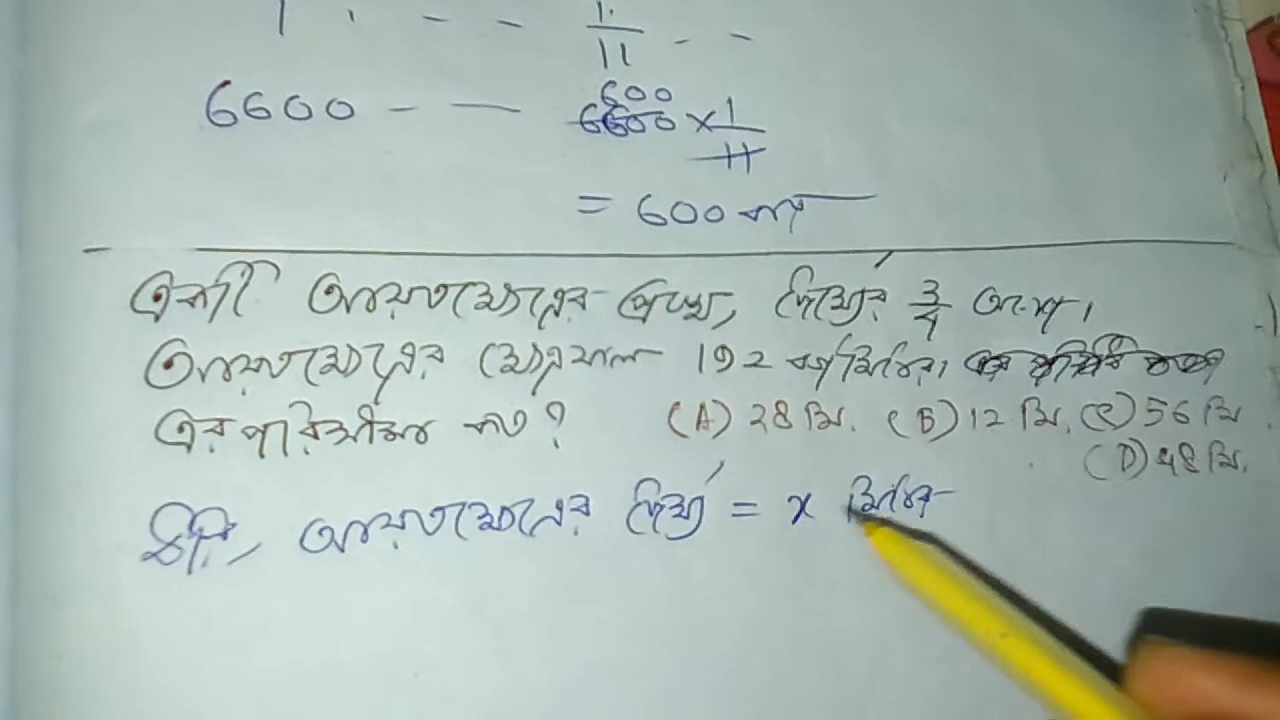 1 - - 1/11 - -
6600 - - 6600 600 × 1/11
= 600
একটি আয়তক্ষেত্রের প্রস্থ, দৈর্ঘ্যের 3/4 অংশ।
আয়তক্ষেত্রের ক্ষেত্রফল 192 বর্গমিটার।
এর পরিসীমা কত? (A) 28 মি. (B) 12 মি. (C) 56 মি.
(D) 48 মি.
ধরি, আয়তক্ষেত্রের দৈর্ঘ্য = x মিটার